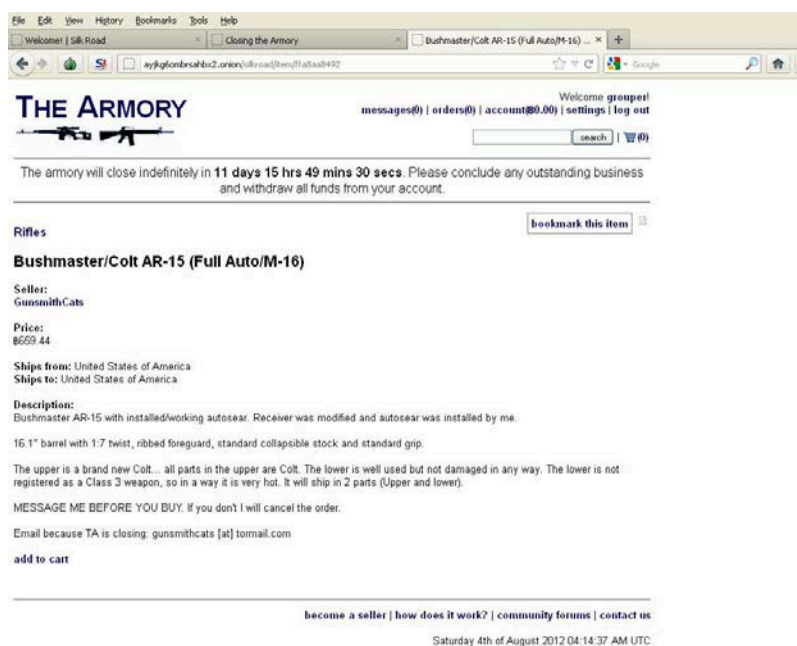 File Edit View History Bookmarks Tools Help
Welcome! | Silk Road
Closing the Armory
Bushmaster/Colt AR-15 (Full Auto/M-16) ...
Google
THE ARMORY
Welcome grouper!
messages(0) | orders(0) | account(฿0.00) | settings | log out
search | (0)
The armory will close indefinitely in 11 days 15 hrs 49 mins 30 secs. Please conclude any outstanding business
and withdraw all funds from your account.
bookmark this item
Rifles
Bushmaster/Colt AR-15 (Full Auto/M-16)
Seller:
GunsmithCats
Price:
฿659.44
Ships from: United States of America
Ships to: United States of America
Description:
Bushmaster AR-15 with installed/working autosear. Receiver was modified and autosear was installed by me.
16.1" barrel with 1:7 twist, ribbed foreguard, standard collapsible stock and standard grip.
The upper is a brand new Colt... all parts in the upper are Colt. The lower is well used but not damaged in any way. The lower is not
registered as a Class 3 weapon, so in a way it is very hot. It will ship in 2 parts (Upper and lower).
MESSAGE ME BEFORE YOU BUY. If you don't I will cancel the order.
Email because TA is closing: gunsmithcats [at] tormail.com
add to cart
become a seller | how does it work? | community forums | contact us
Saturday 4th of August 2012 04:14:37 AM UTC